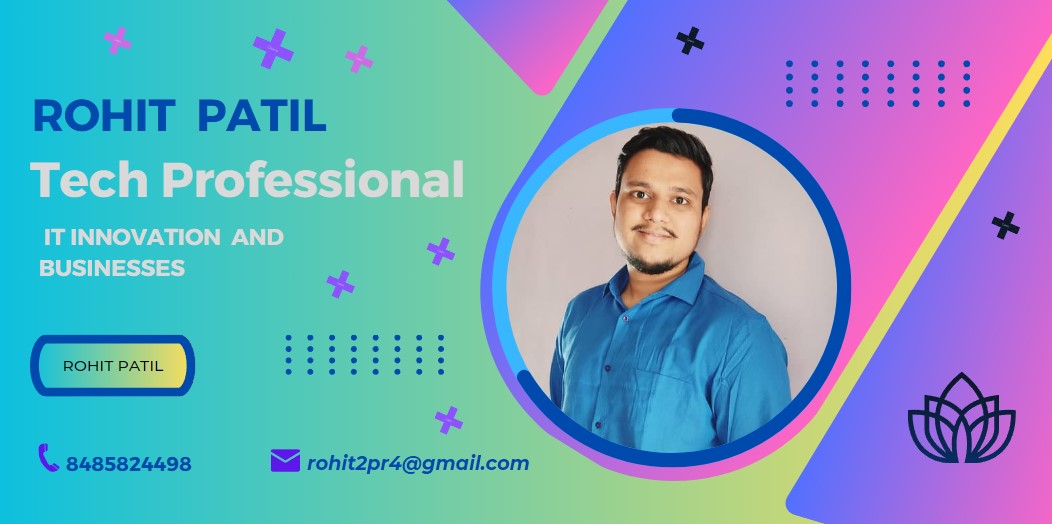 ROHIT PATIL
Tech Professional
IT INNOVATION AND
BUSINESSES
ROHIT PATIL
8485824498
rohit2pr4@gmail.com